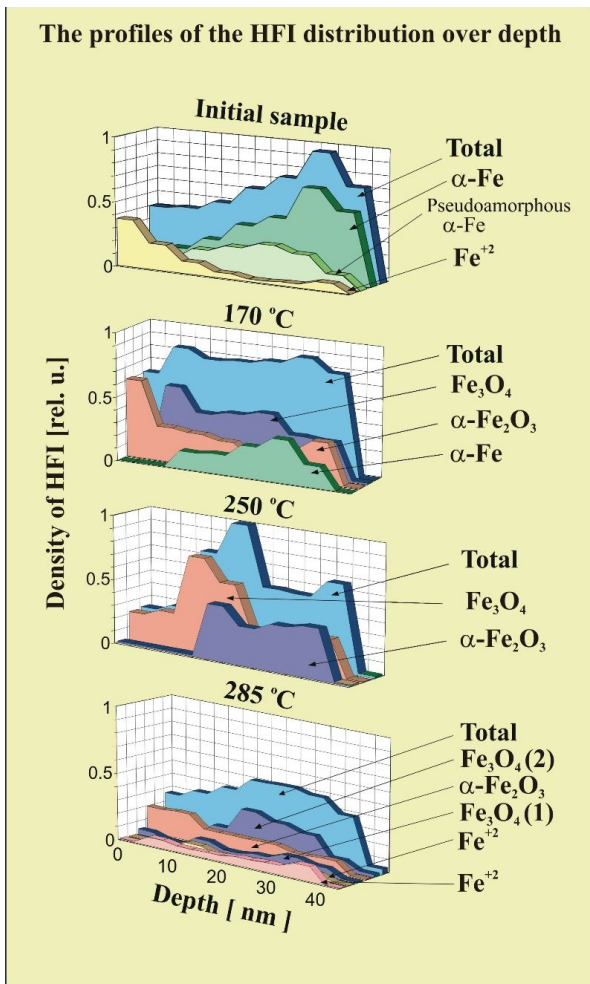 The profiles of the HFI distribution over depth
Initial sample
1
0.5
0
Total
α-Fe
Pseudoamorphous
α-Fe
Fe⁺²
170 °C
1
0.5
0
Total
Fe₃O₄
α-Fe₂O₃
α-Fe
Density of HFI [rel. u.]
250 °C
1
0.5
0
Total
Fe₃O₄
α-Fe₂O₃
285 °C
1
0.5
0
Total
Fe₃O₄ (2)
α-Fe₂O₃
Fe₃O₄ (1)
Fe⁺²
Fe⁺²
0 10 20 30 40
Depth [ nm ]